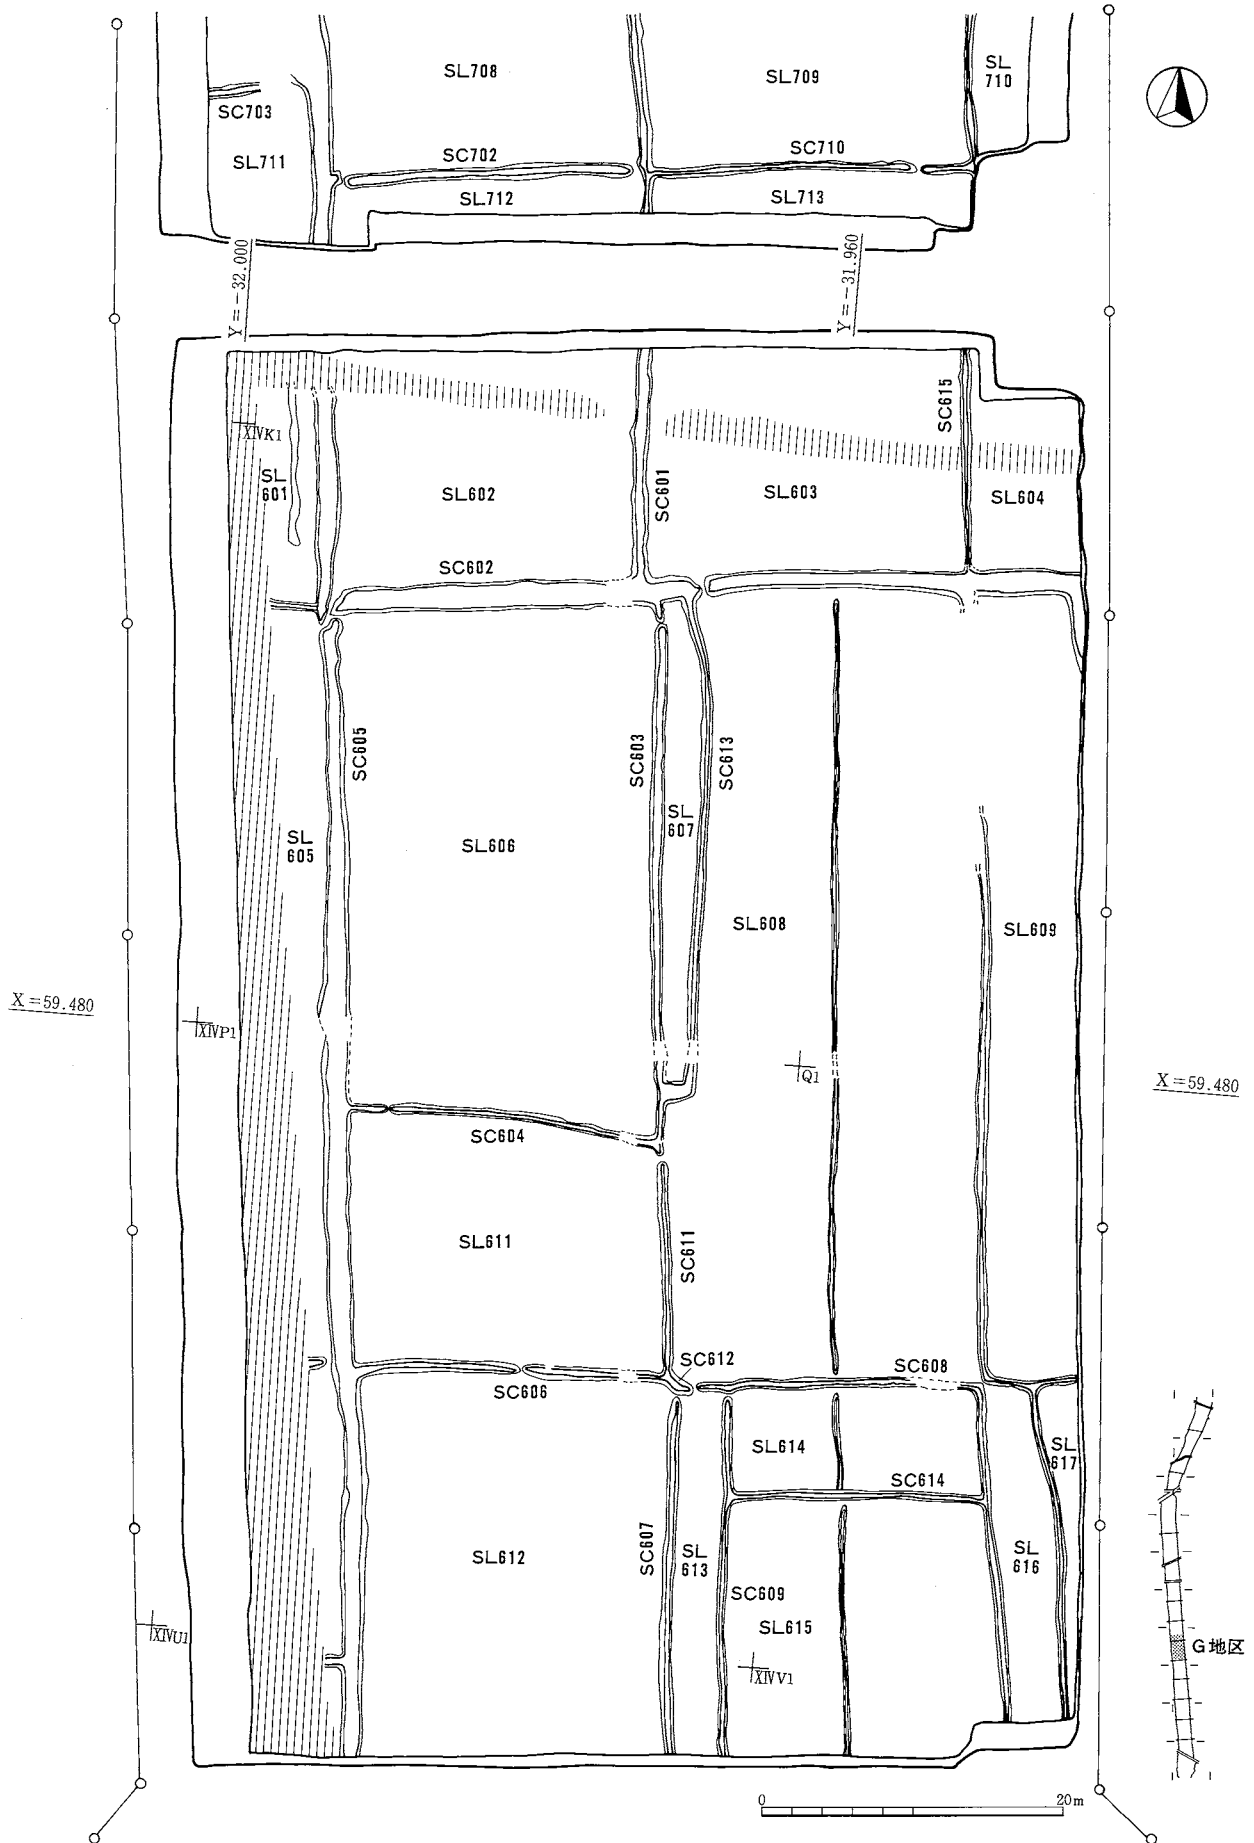 SL708
SL709
SL
710
SC703
SC702
SC710
SL711
SL712
SL713
Y=-32.000
Y=-31.960
XIVK1
SL
601
SL602
SC601
SL603
SC615
SL604
SC602
SC605
SC603
SL
607
SC613
SL
605
SL606
SL608
SL609
X=59.480
XIVP1
Q1
X=59.480
SC604
SL611
SC611
SC612
SC608
SC606
SL614
SL
617
SC614
SL612
SC607
SL
613
SL
616
SC609
SL615
XIVU1
XIVV1
G地区
0 20m